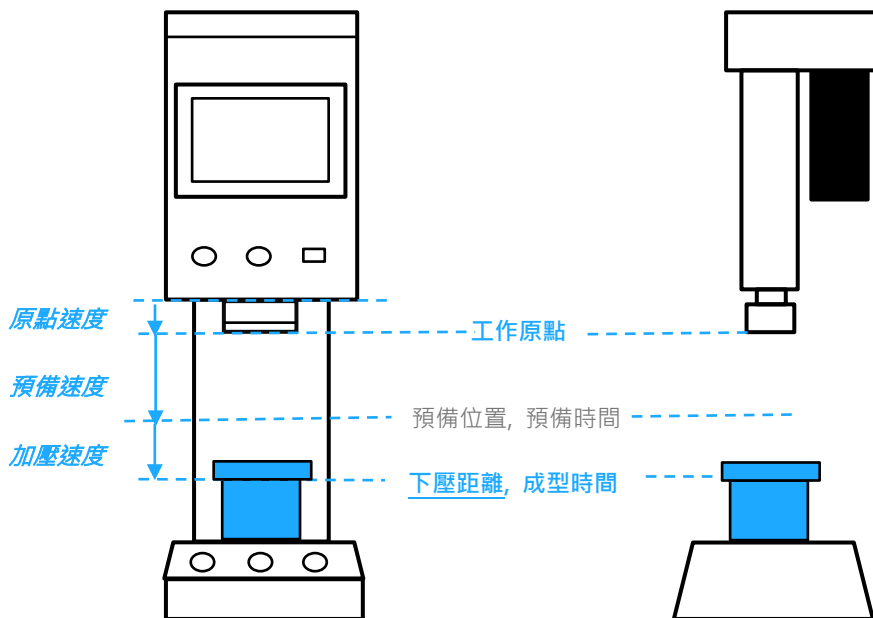 原點速度
工作原點
預備速度
預備位置, 預備時間
加壓速度
下壓距離, 成型時間